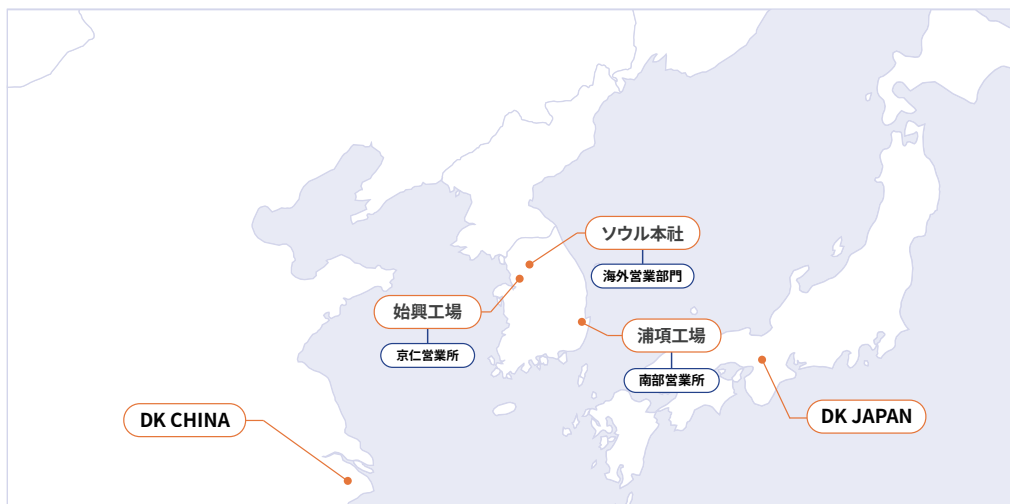 ソウル本社
海外営業部門
始興工場
京仁営業所
浦項工場
南部営業所
DK CHINA
DK JAPAN